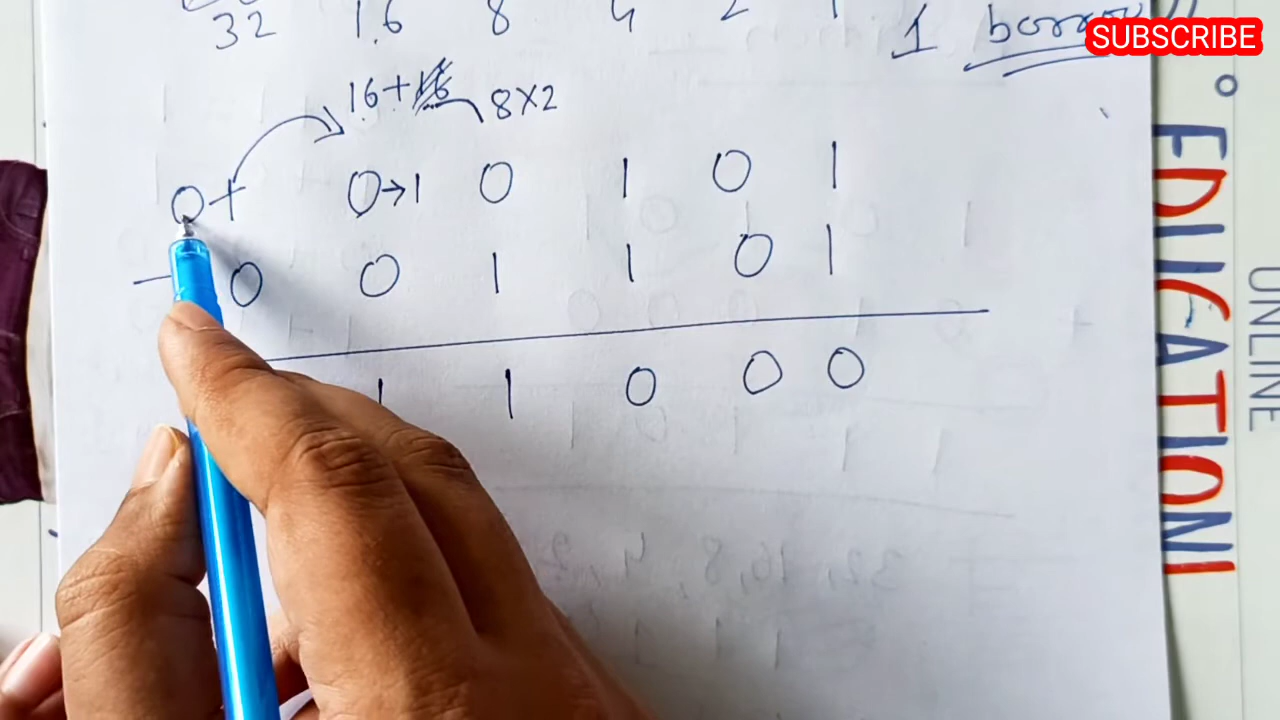 32 16 8 4 2 1
1 borrow
SUBSCRIBE
16+16 8×2
0+ 0→1 0 1 0 1
- 0 0 1 1 0 1
1 1 0 0 0
EDUCATION
ONLINE